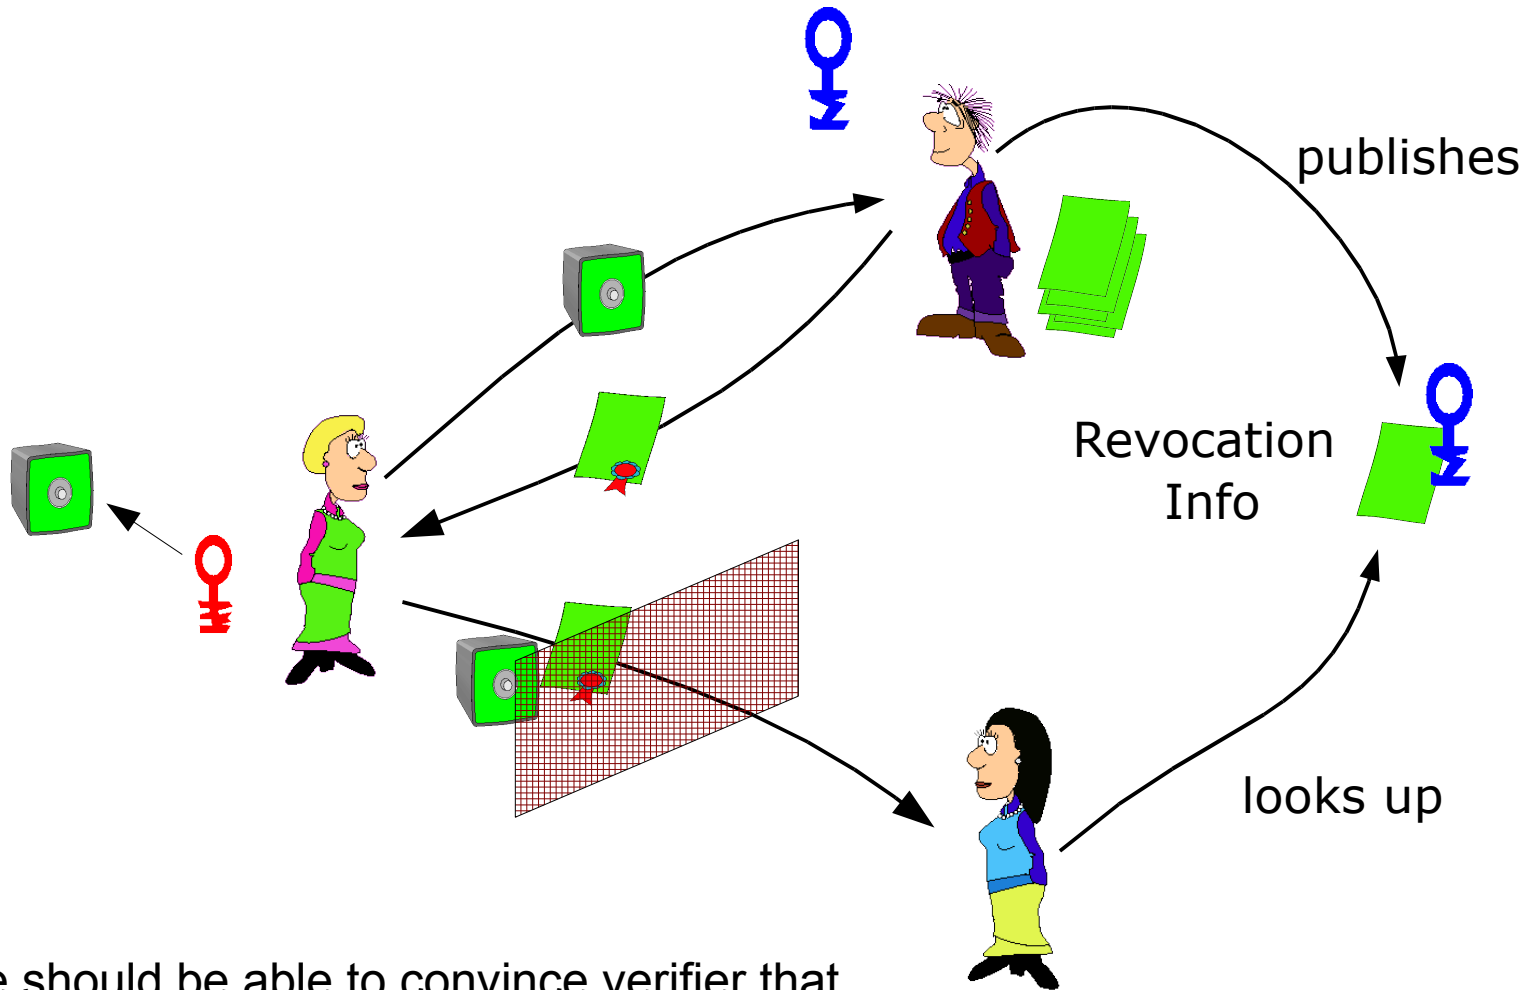 publishes
Revocation
Info
looks up
should be able to convince verifier that